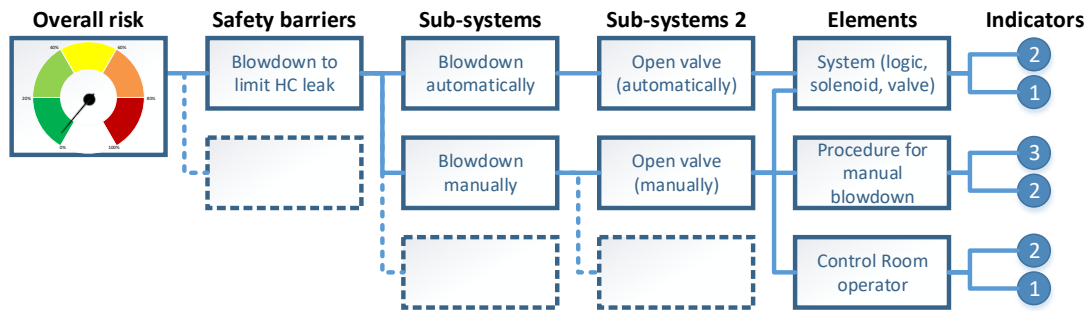 Overall risk
Safety barriers
Sub-systems
Sub-systems 2
Elements
Indicators
40%
60%
20%
80%
0%
100%
Blowdown to
limit HC leak
Blowdown
automatically
Open valve
(automatically)
System (logic,
solenoid, valve)
2
1
Blowdown
manually
Open valve
(manually)
Procedure for
manual
blowdown
3
2
Control Room
operator
2
1